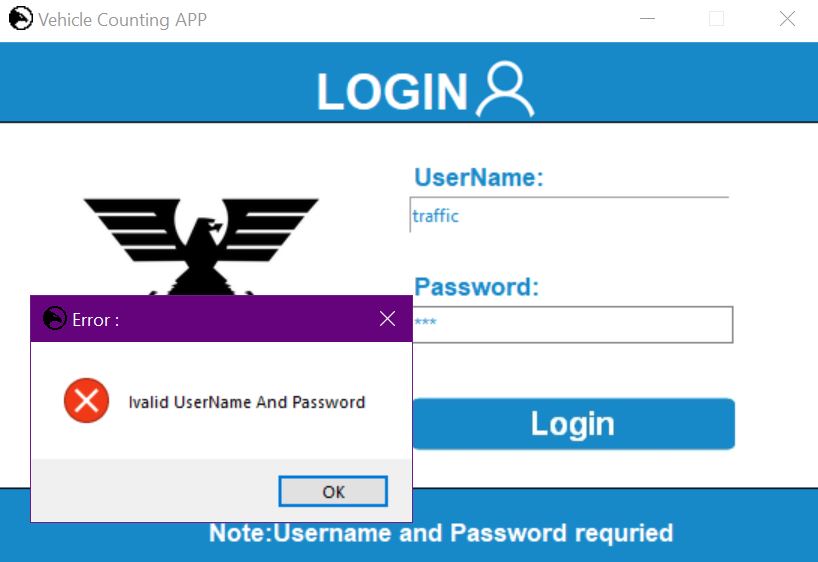 Vehicle Counting APP
LOGIN
UserName:
traffic
Password:
***
Login
Error :
Ivalid UserName And Password
OK
Note:Username and Password requried